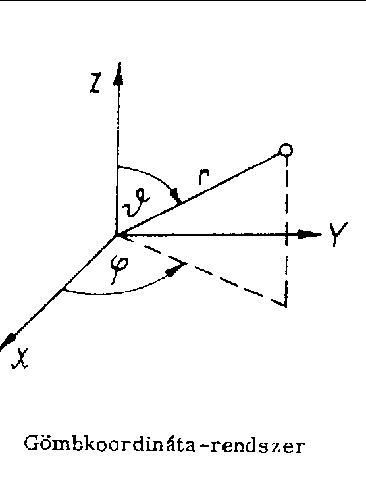 Z
r
ϑ
Y
φ
X
Gömbkoordináta-rendszer